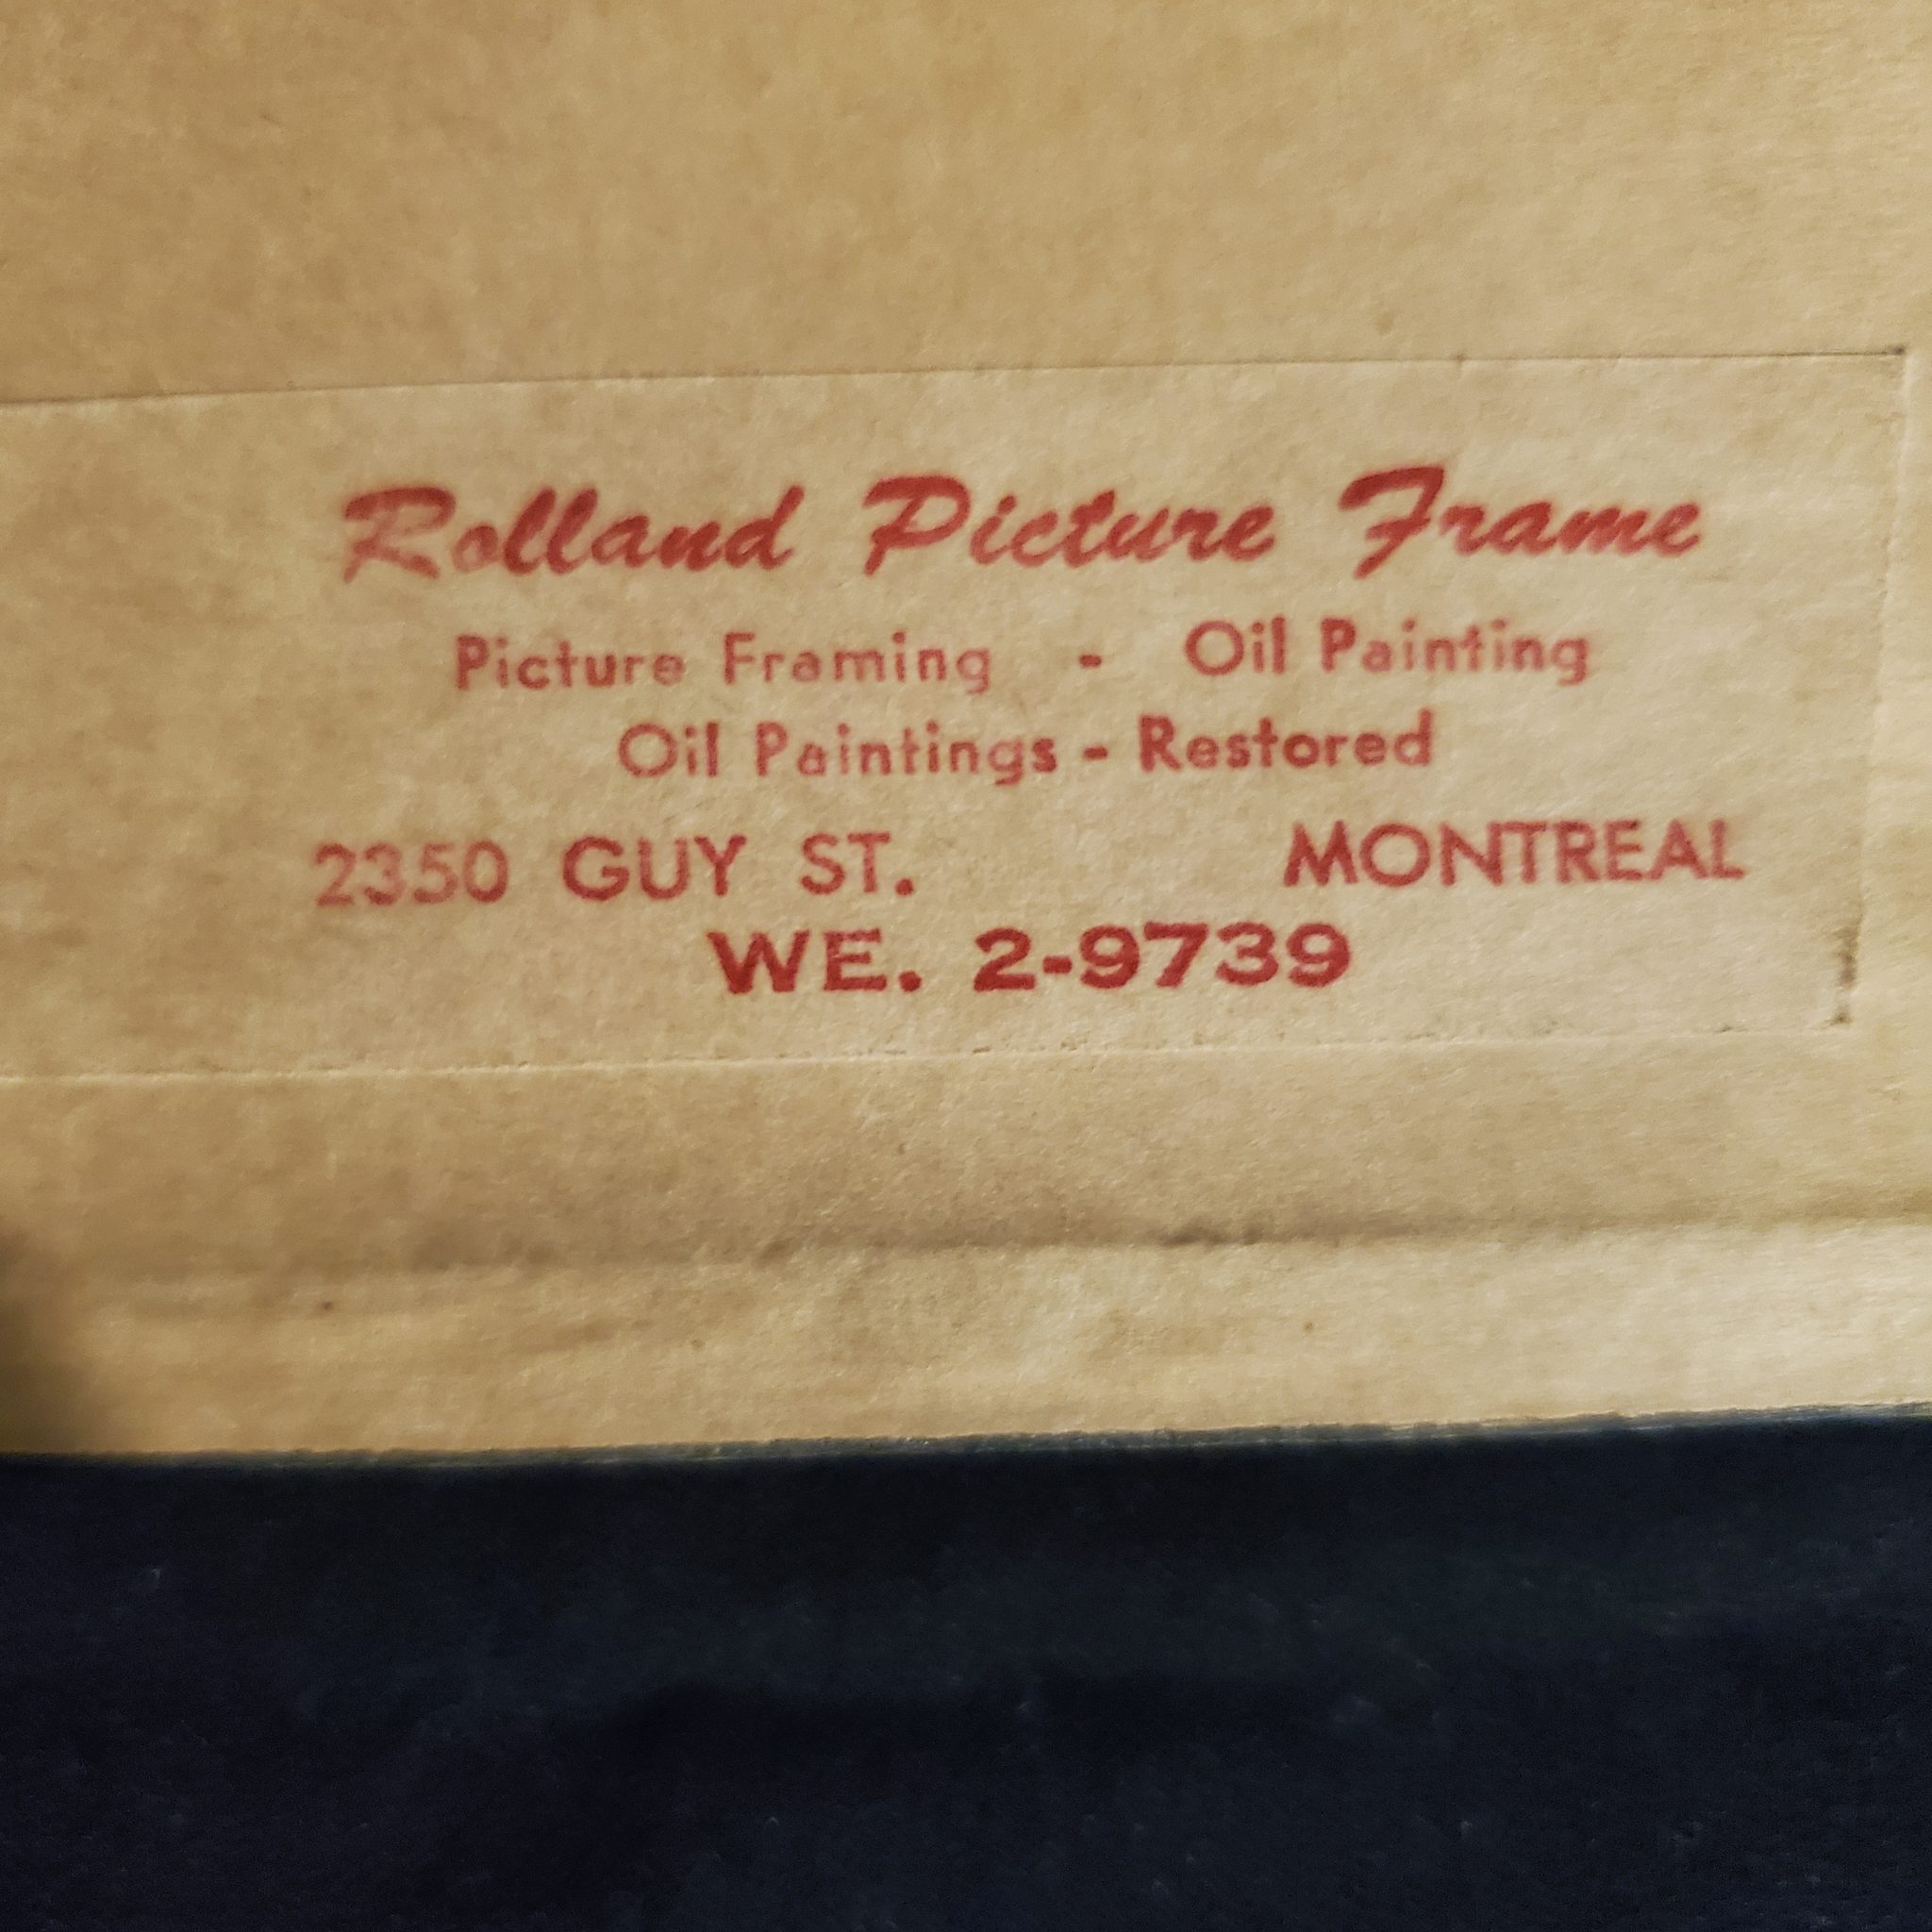 Rolland Picture Frame
Picture Framing - Oil Painting
Oil Paintings - Restored
2350 GUY ST. MONTREAL
WE. 2-9739